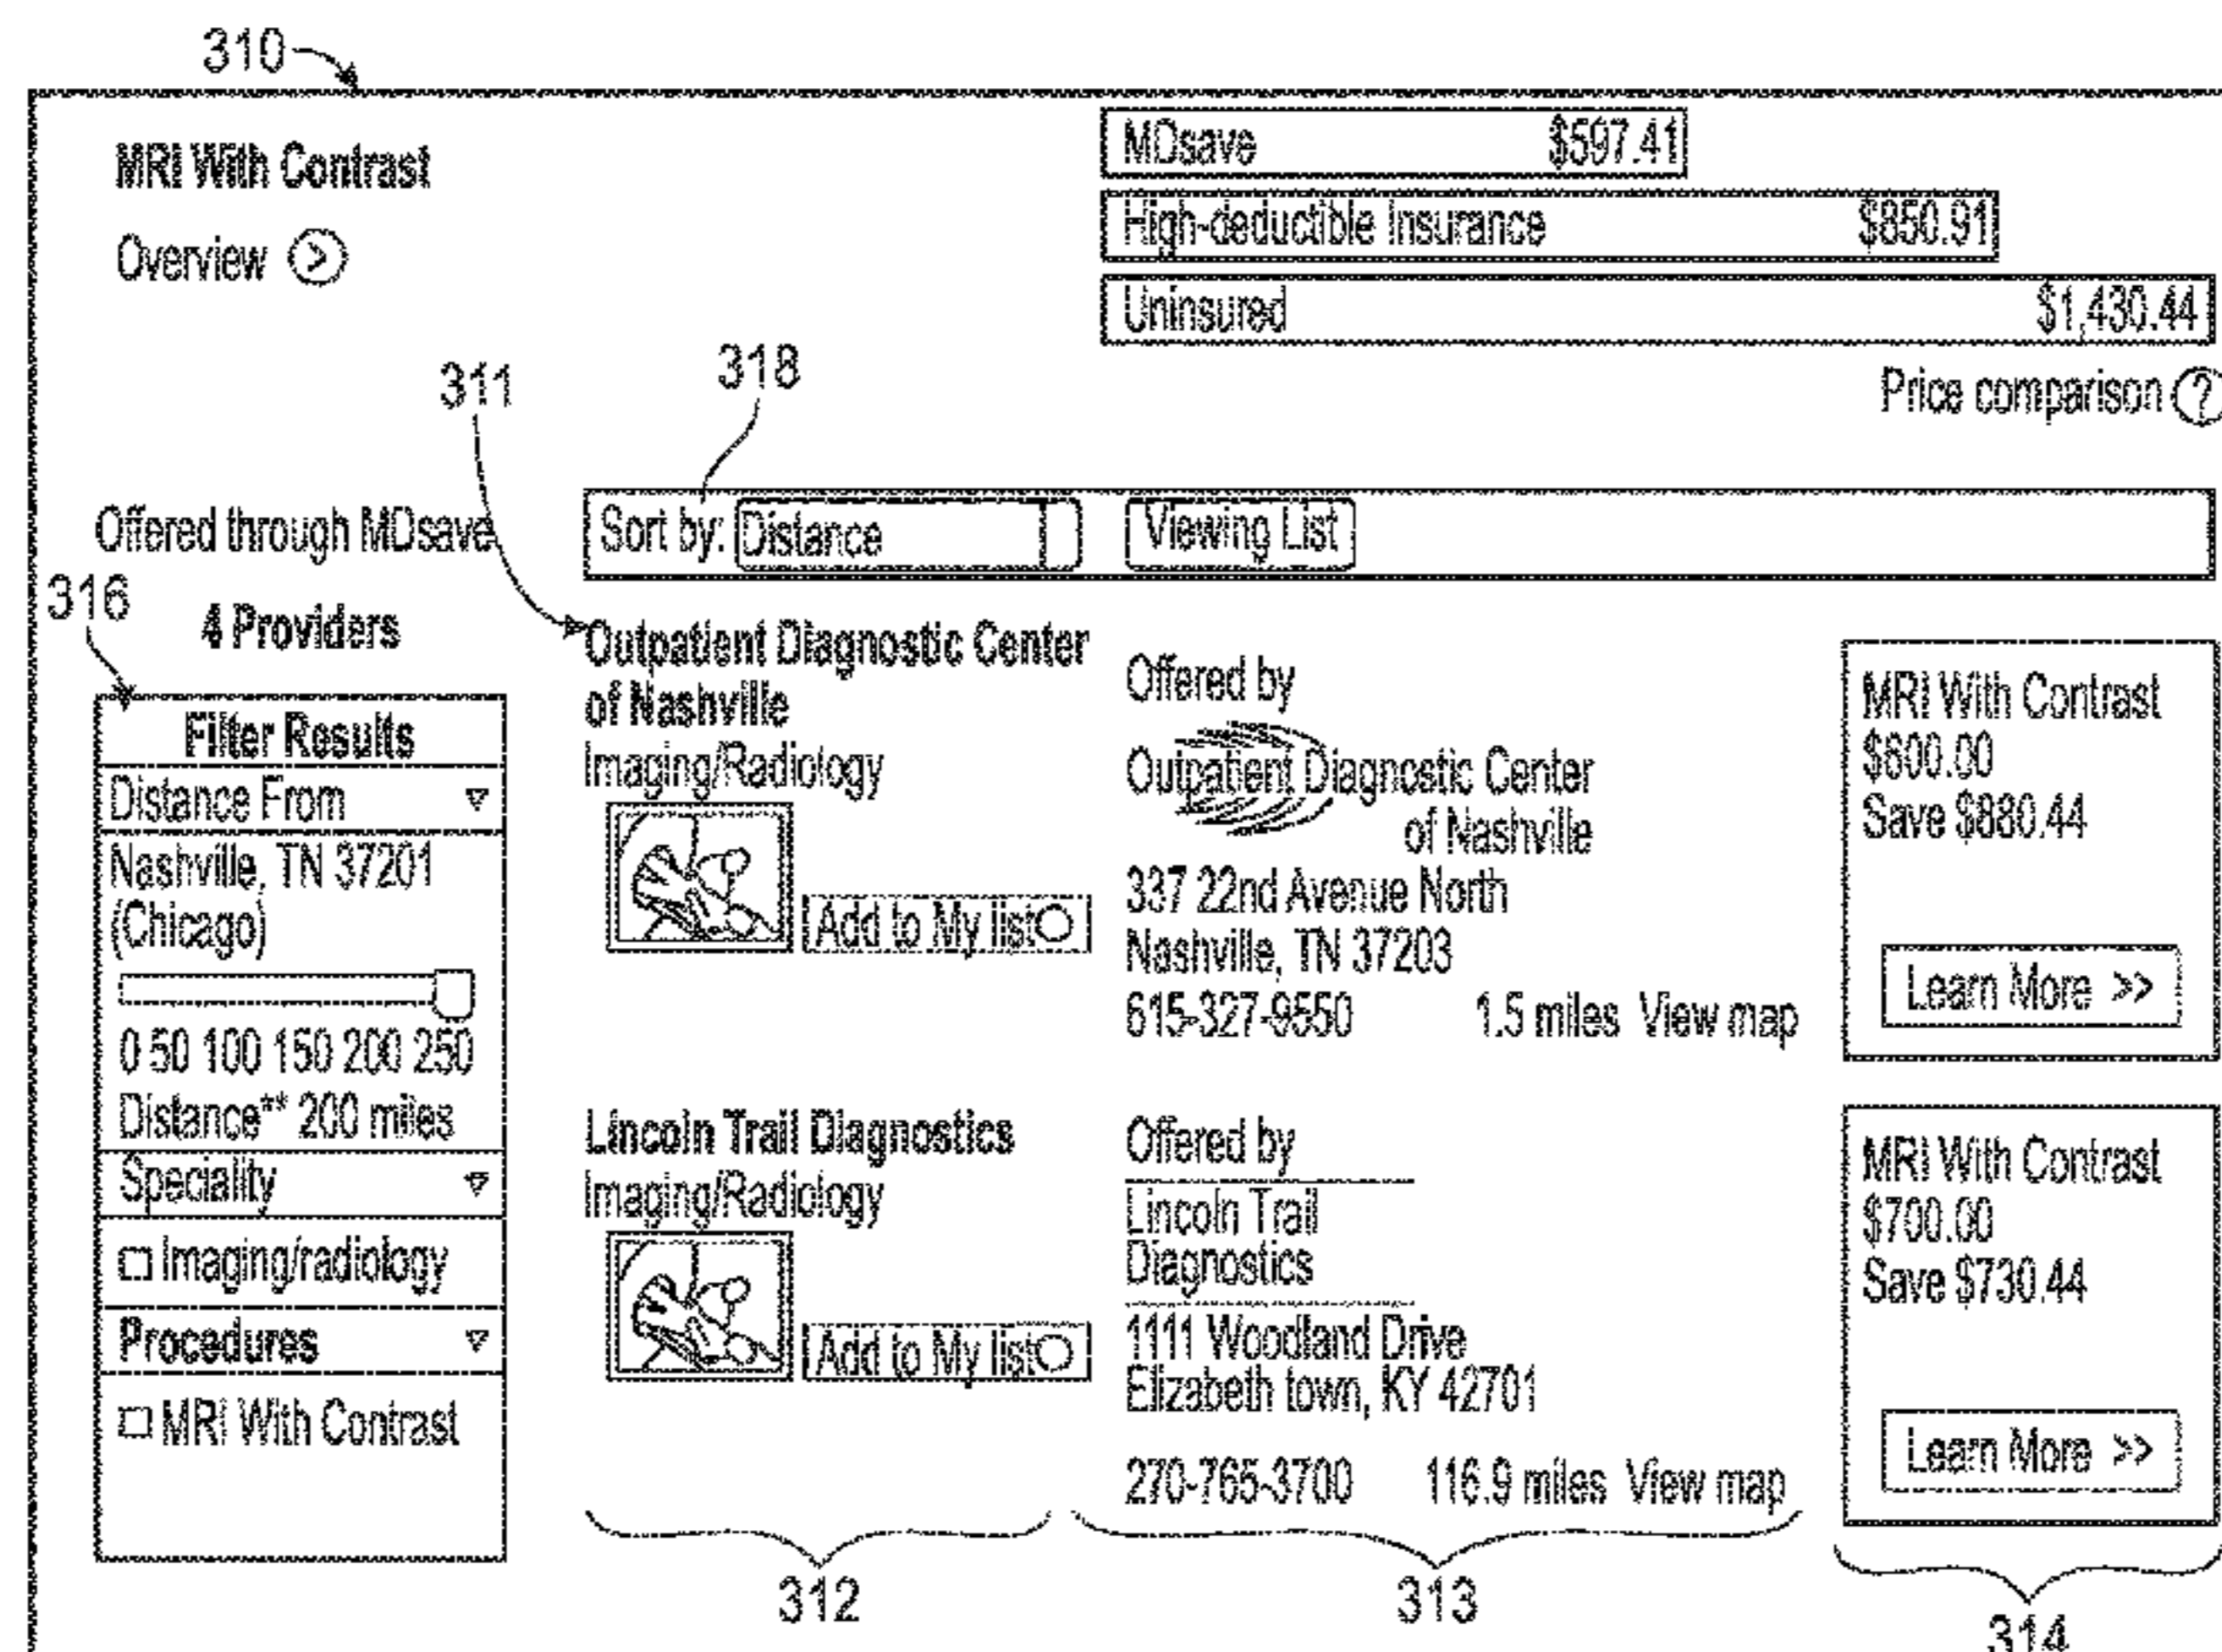 310
MRI With Contrast
Overview >
MDsave $597.41
High-deductible Insurance $850.91
Uninsured $1,430.44
Price comparison ?
311
318
Offered through MDsave
Sort by: Distance
Viewing List
316
4 Providers
Filter Results
Distance From
Nashville, TN 37201
(Chicago)
0 50 100 150 200 250
Distance** 200 miles
Speciality
Imaging/radiology
Procedures
MRI With Contrast
Outpatient Diagnostic Center
of Nashville
Imaging/Radiology
Add to My list
Offered by
Outpatient Diagnostic Center
of Nashville
337 22nd Avenue North
Nashville, TN 37203
615-327-9550 1.5 miles View map
MRI With Contrast
$600.00
Save $880.44
Learn More >>
Lincoln Trail Diagnostics
Imaging/Radiology
Add to My list
Offered by
Lincoln Trail
Diagnostics
1111 Woodland Drive
Elizabeth town, KY 42701
270-765-3700 116.9 miles View map
MRI With Contrast
$700.00
Save $730.44
Learn More >>
312
313
314